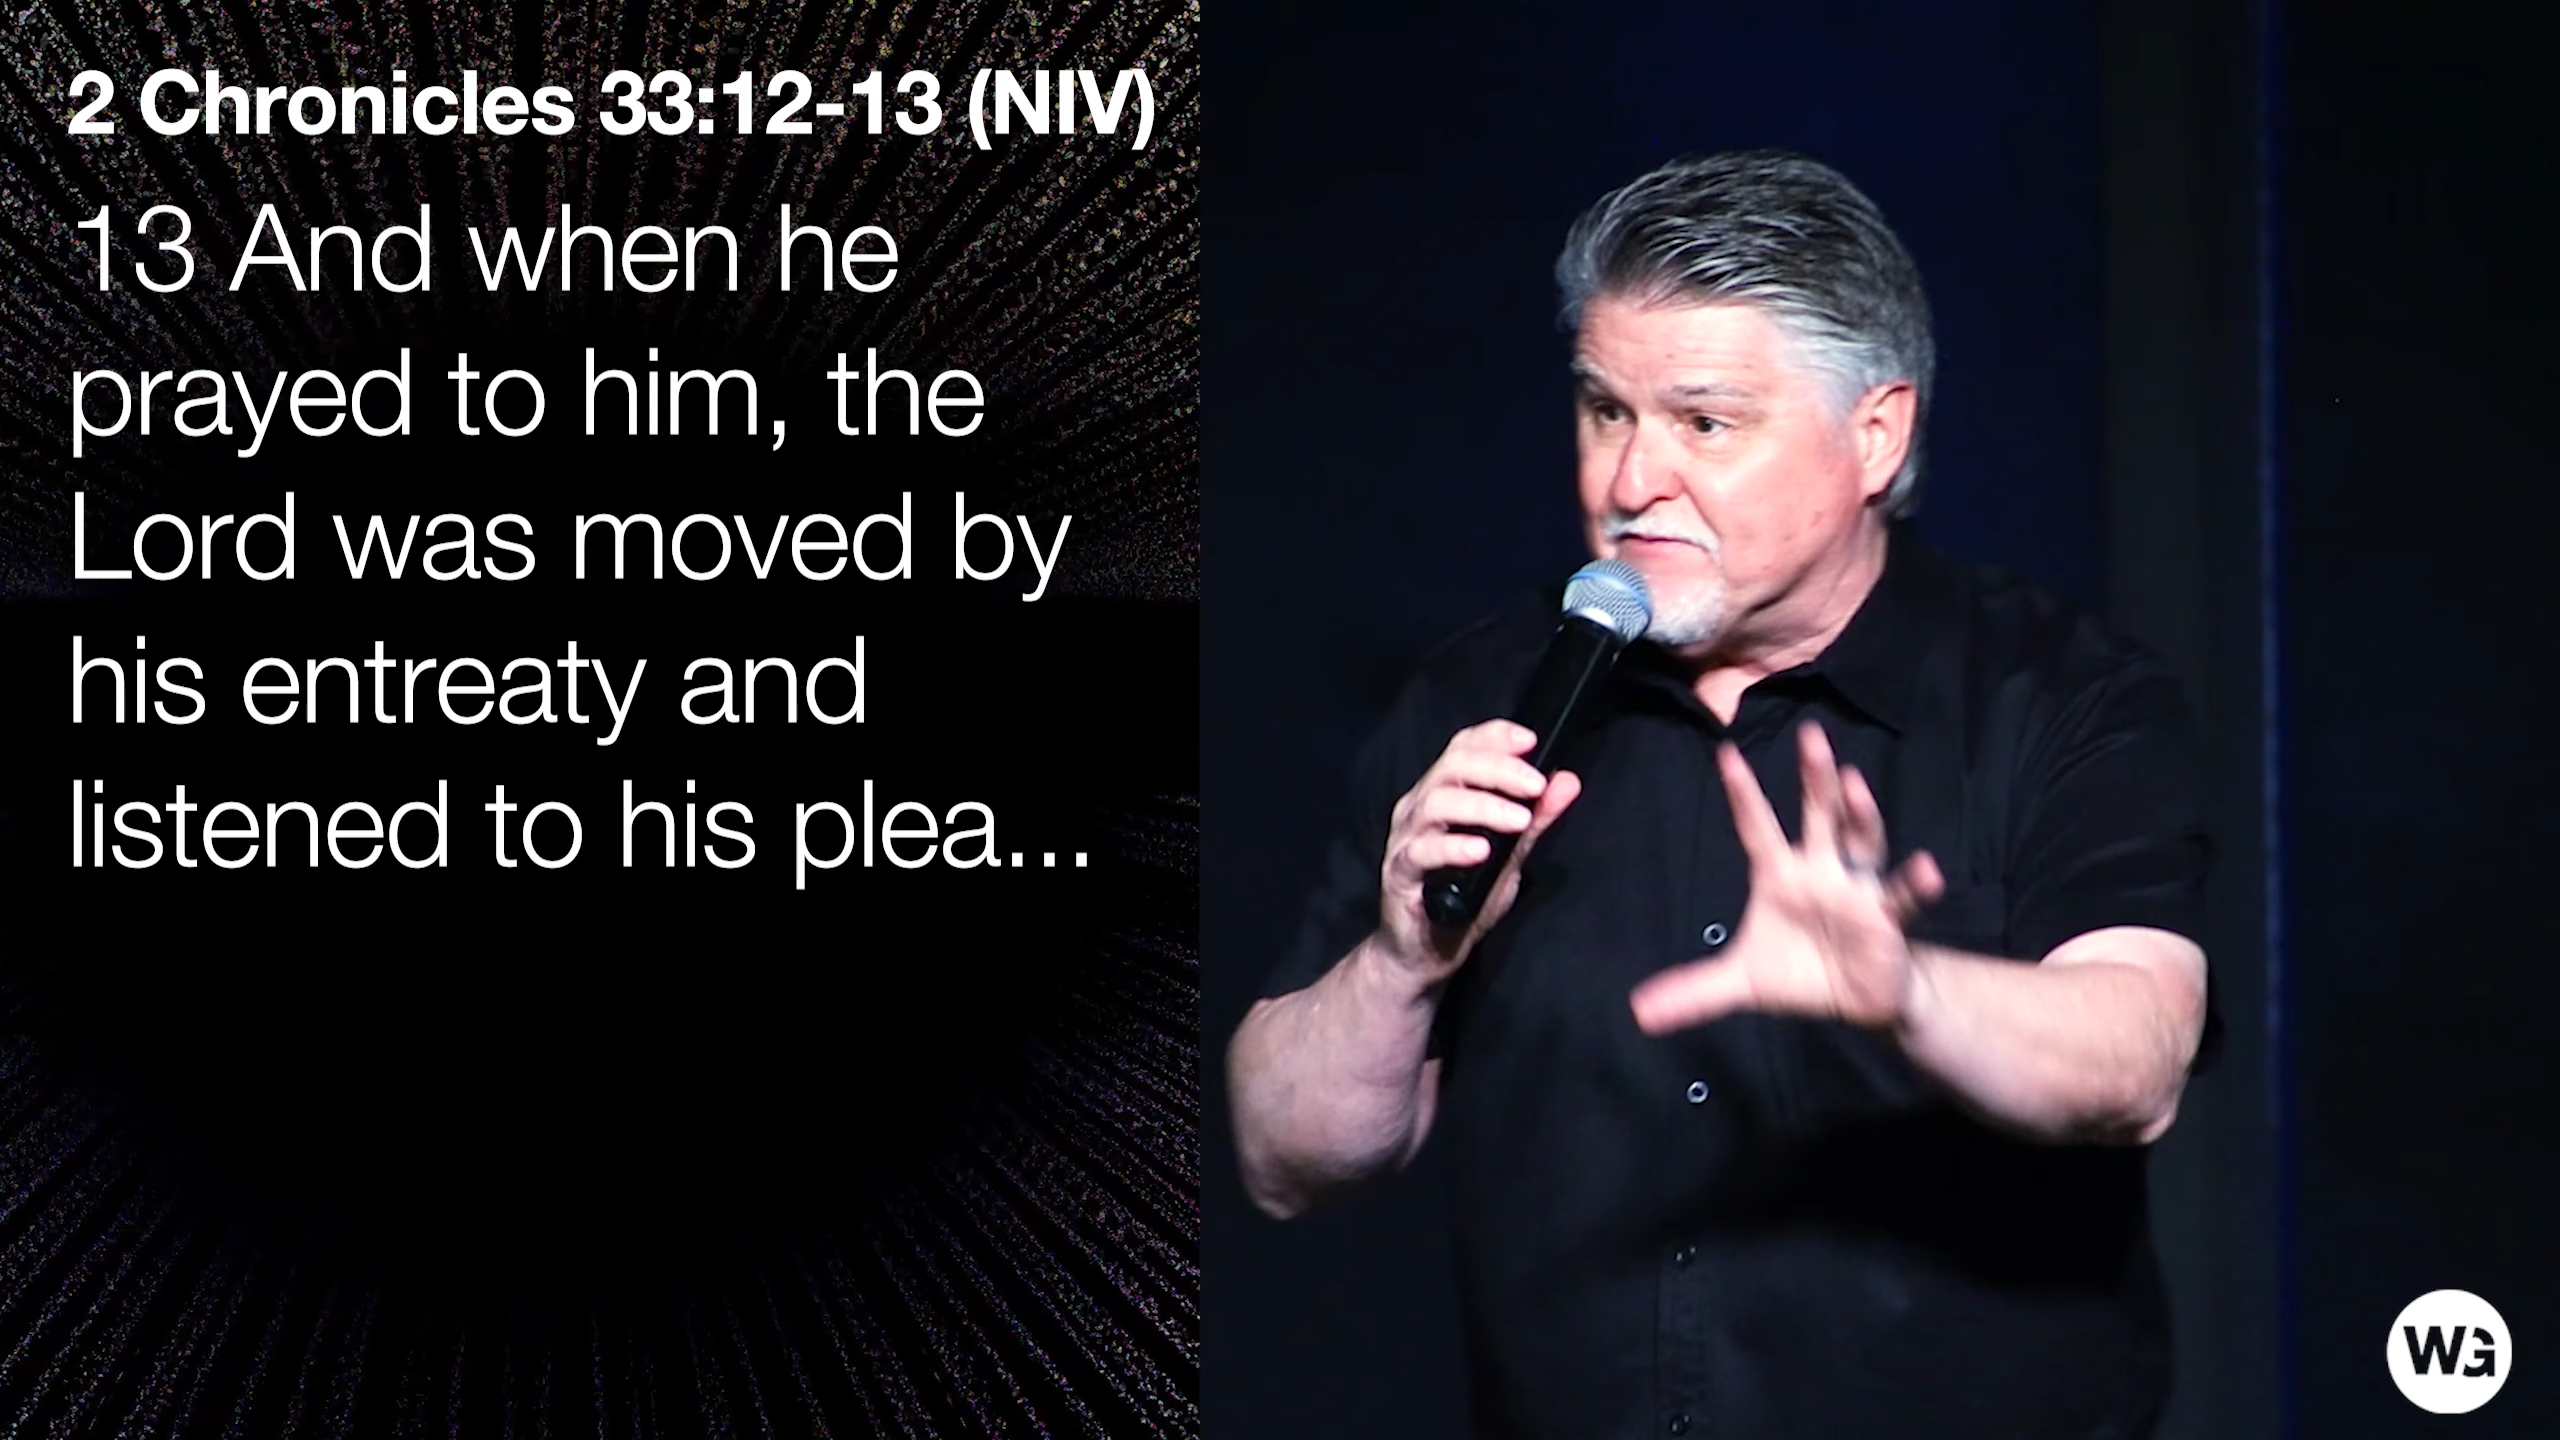 2 Chronicles 33:12-13 (NIV)
13 And when he
prayed to him, the
Lord was moved by
his entreaty and
listened to his plea...
WG